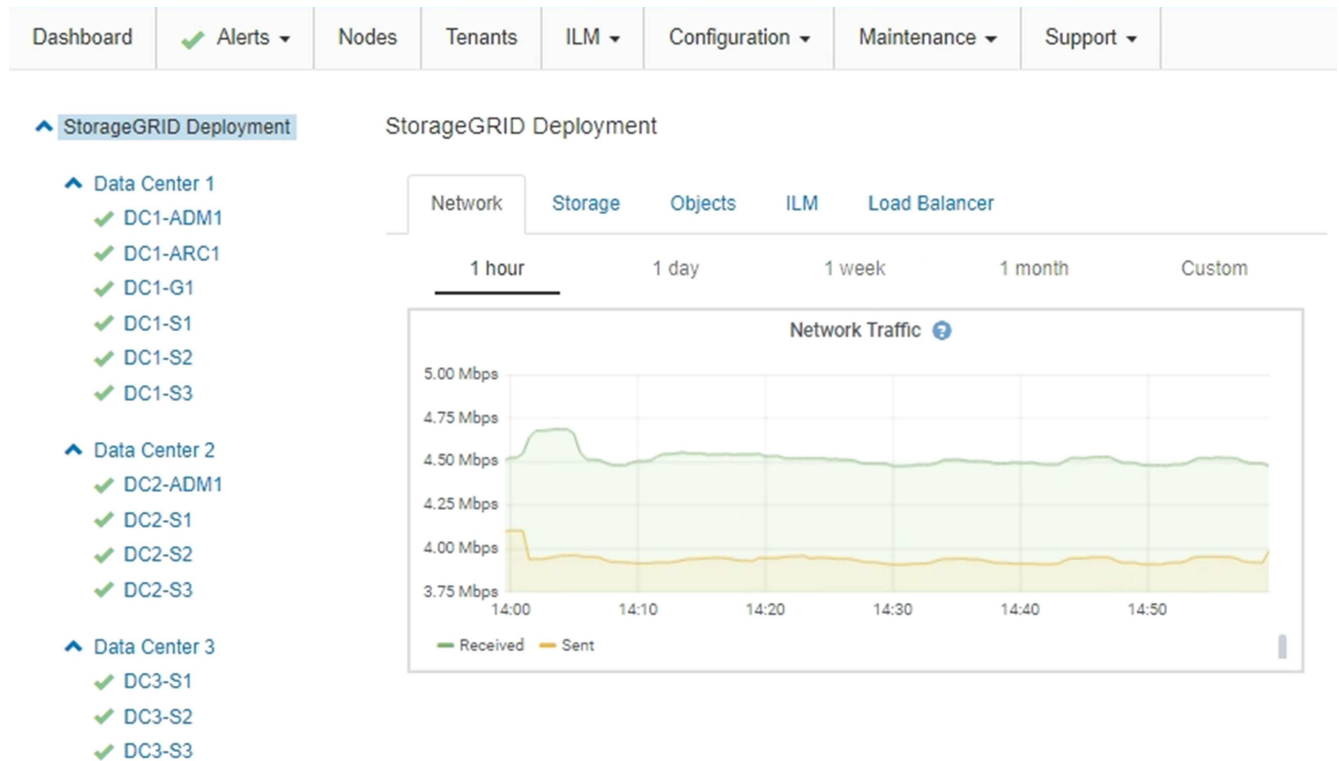 Dashboard Alerts Nodes Tenants ILM Configuration Maintenance Support
StorageGRID Deployment
Data Center 1
DC1-ADM1
DC1-ARC1
DC1-G1
DC1-S1
DC1-S2
DC1-S3
Data Center 2
DC2-ADM1
DC2-S1
DC2-S2
DC2-S3
Data Center 3
DC3-S1
DC3-S2
DC3-S3
StorageGRID Deployment
Network Storage Objects ILM Load Balancer
1 hour 1 day 1 week 1 month Custom
Network Traffic ?
5.00 Mbps
4.75 Mbps
4.50 Mbps
4.25 Mbps
4.00 Mbps
3.75 Mbps
14:00 14:10 14:20 14:30 14:40 14:50
Received Sent